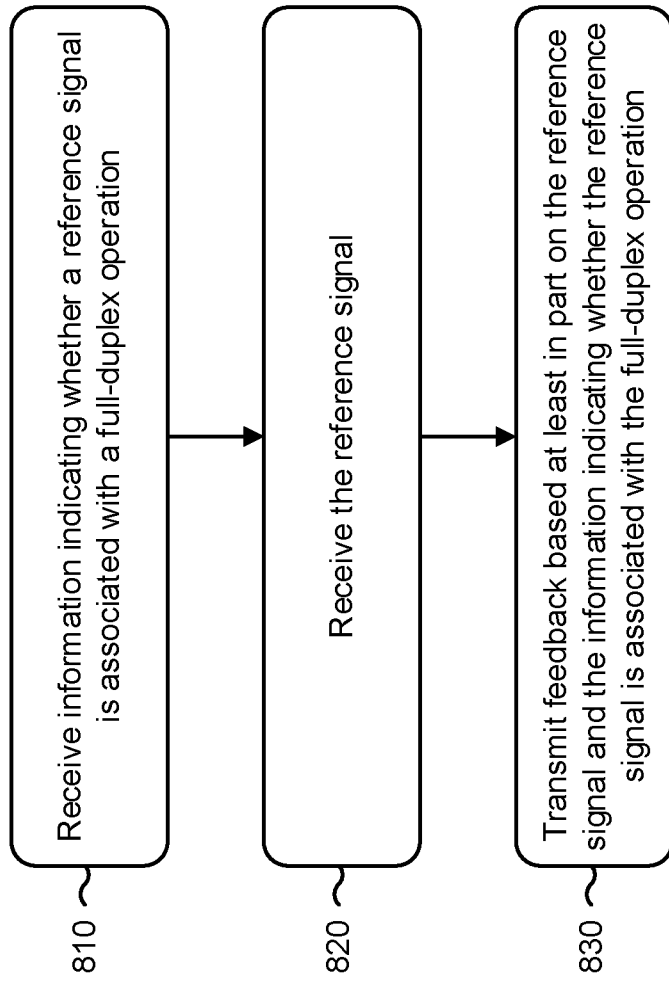 810
Receive information indicating whether a reference signal
is associated with a full-duplex operation
820
Receive the reference signal
830
Transmit feedback based at least in part on the reference
signal and the information indicating whether the reference
signal is associated with the full-duplex operation